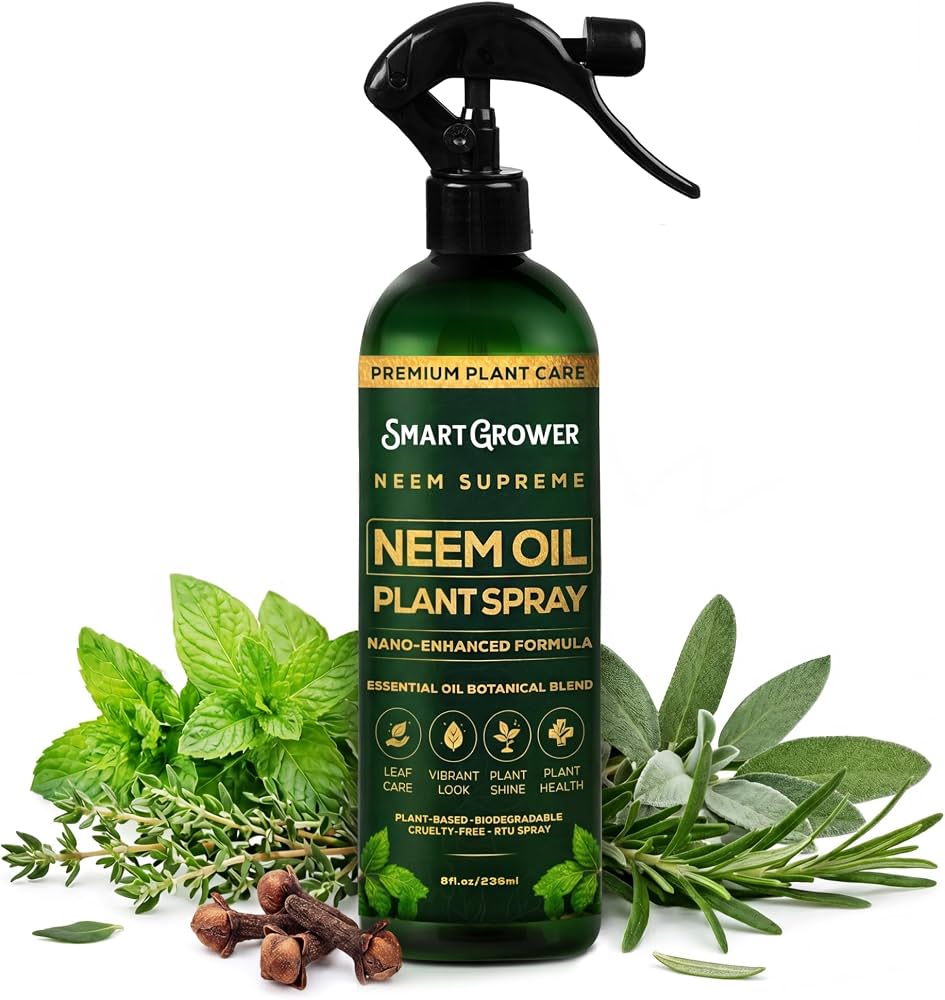 PREMIUM PLANT CARE
SMART GROWER
NEEM SUPREME
NEEM OIL
PLANT SPRAY
NANO-ENHANCED FORMULA
ESSENTIAL OIL BOTANICAL BLEND
LEAF CARE
VIBRANT LOOK
PLANT SHINE
PLANT HEALTH
PLANT-BASED-BIODEGRADABLE
CRUELTY-FREE - RTU SPRAY
8fl.oz/236ml